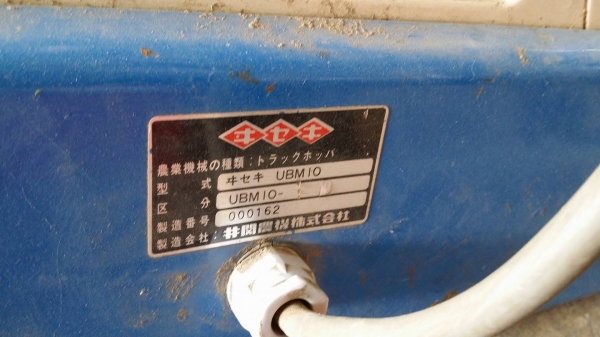 ヰセキ
農業機械の種類：トラックホッパ
型式 ヰセキ UBM10
区分 UBM10-
製造番号 000162
製造会社：井関農機株式会社